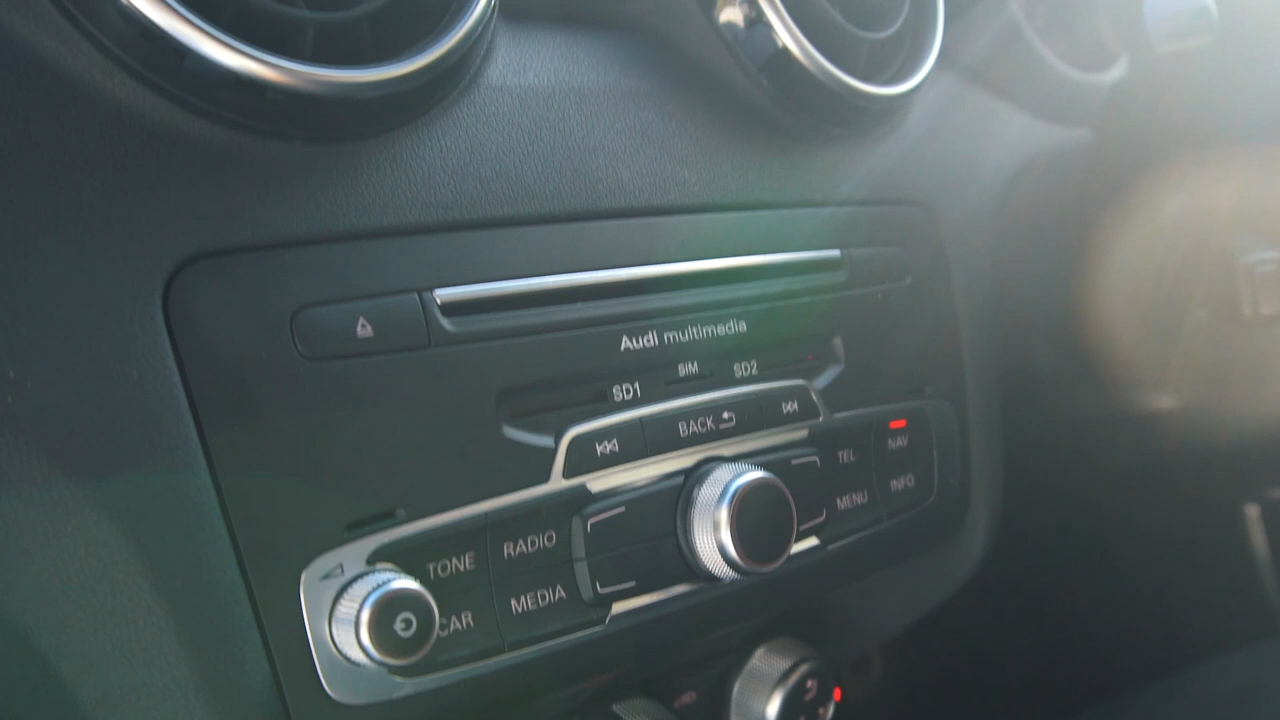 Audi multimedia
SD1 SIM SD2
BACK
TONE RADIO TEL NAV
CAR MEDIA MENU INFO